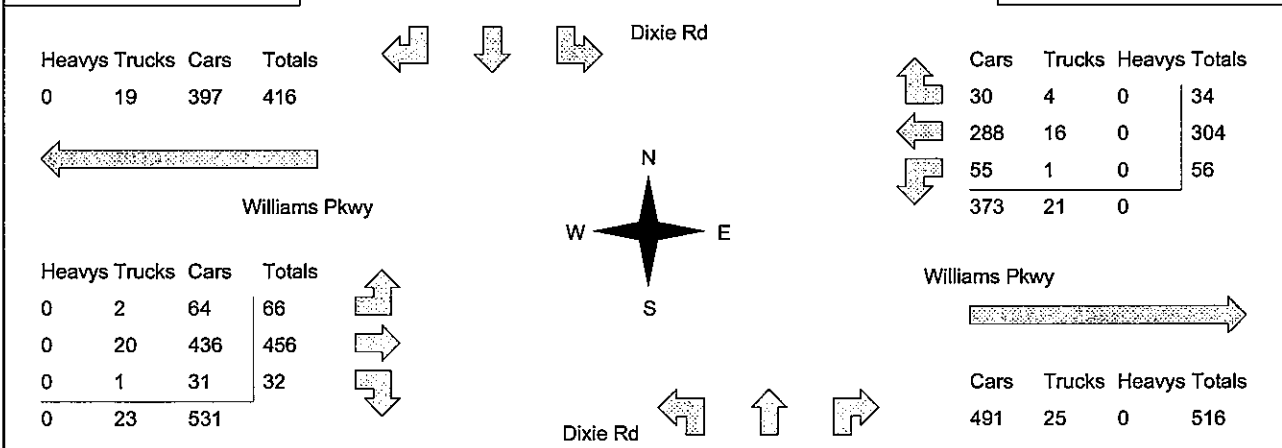 Dixie Rd
Heavys Trucks Cars Totals
0 19 397 416
Cars Trucks Heavys Totals
30 4 0 34
288 16 0 304
55 1 0 56
373 21 0
Williams Pkwy
N
W E
S
Heavys Trucks Cars Totals
0 2 64 66
0 20 436 456
0 1 31 32
0 23 531
Williams Pkwy
Cars Trucks Heavys Totals
491 25 0 516
Dixie Rd